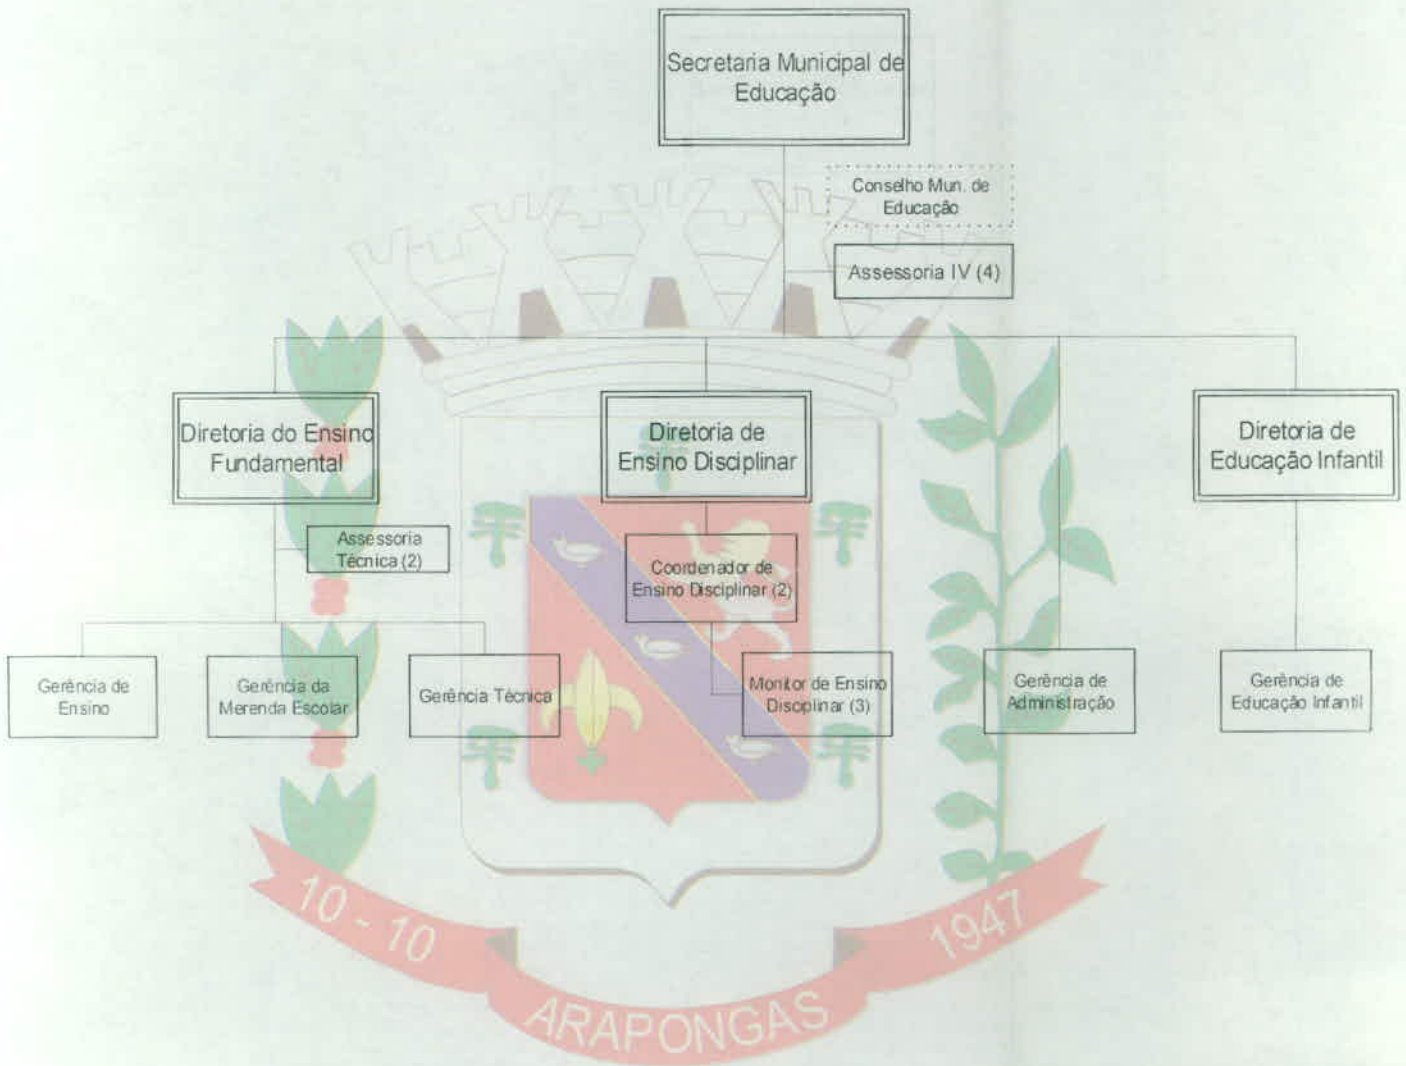 Secretaria Municipal de
Educação
Conselho Mun. de
Educação
Assessoria IV (4)
Diretoria do Ensino
Fundamental
Diretoria de
Ensino Disciplinar
Diretoria de
Educação Infantil
Assessoria
Técnica (2)
Coordenador de
Ensino Disciplinar (2)
Gerência de
Ensino
Gerência da
Merenda Escolar
Gerência Técnica
Monitor de Ensino
Discoplinar (3)
Gerência de
Administração
Gerência de
Educação Infantil
10 - 10
ARAPONGAS
1947